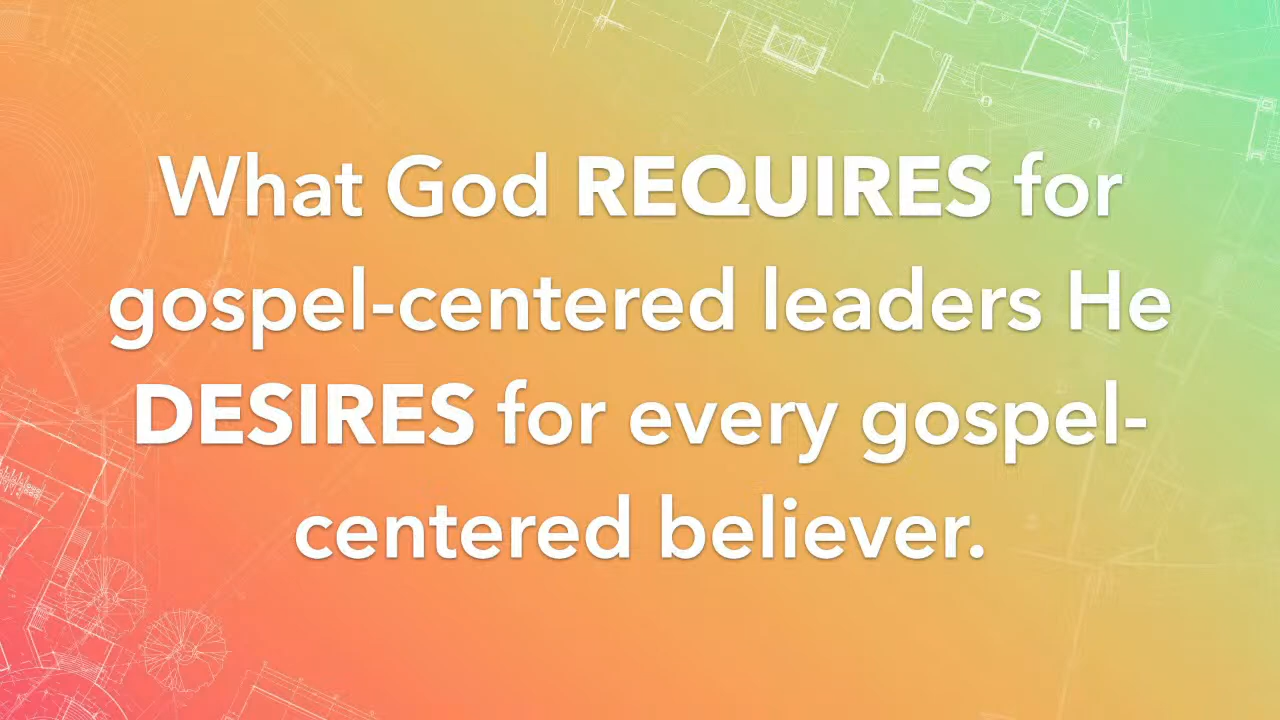 What God REQUIRES for
gospel-centered leaders He
DESIRES for every gospel-
centered believer.